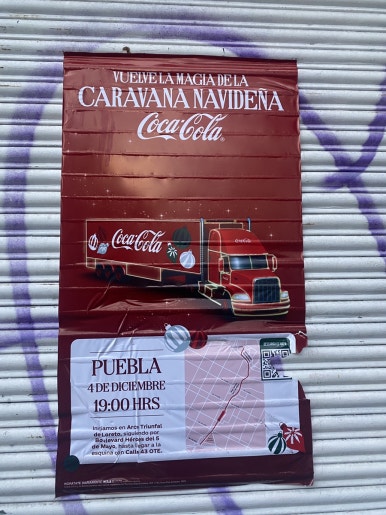 VUELVE LA MAGIA DE LA
CARAVANA NAVIDEÑA
Coca-Cola
Coca-Cola
PUEBLA
4 DE DICIEMBRE
19:00 HRS
Iniciamos en Arco Triunfal
de Loreto, siguiendo por
Boulevard Héroes del 5
de Mayo, hasta llegar a la
esquina con Calle 43 OTE.